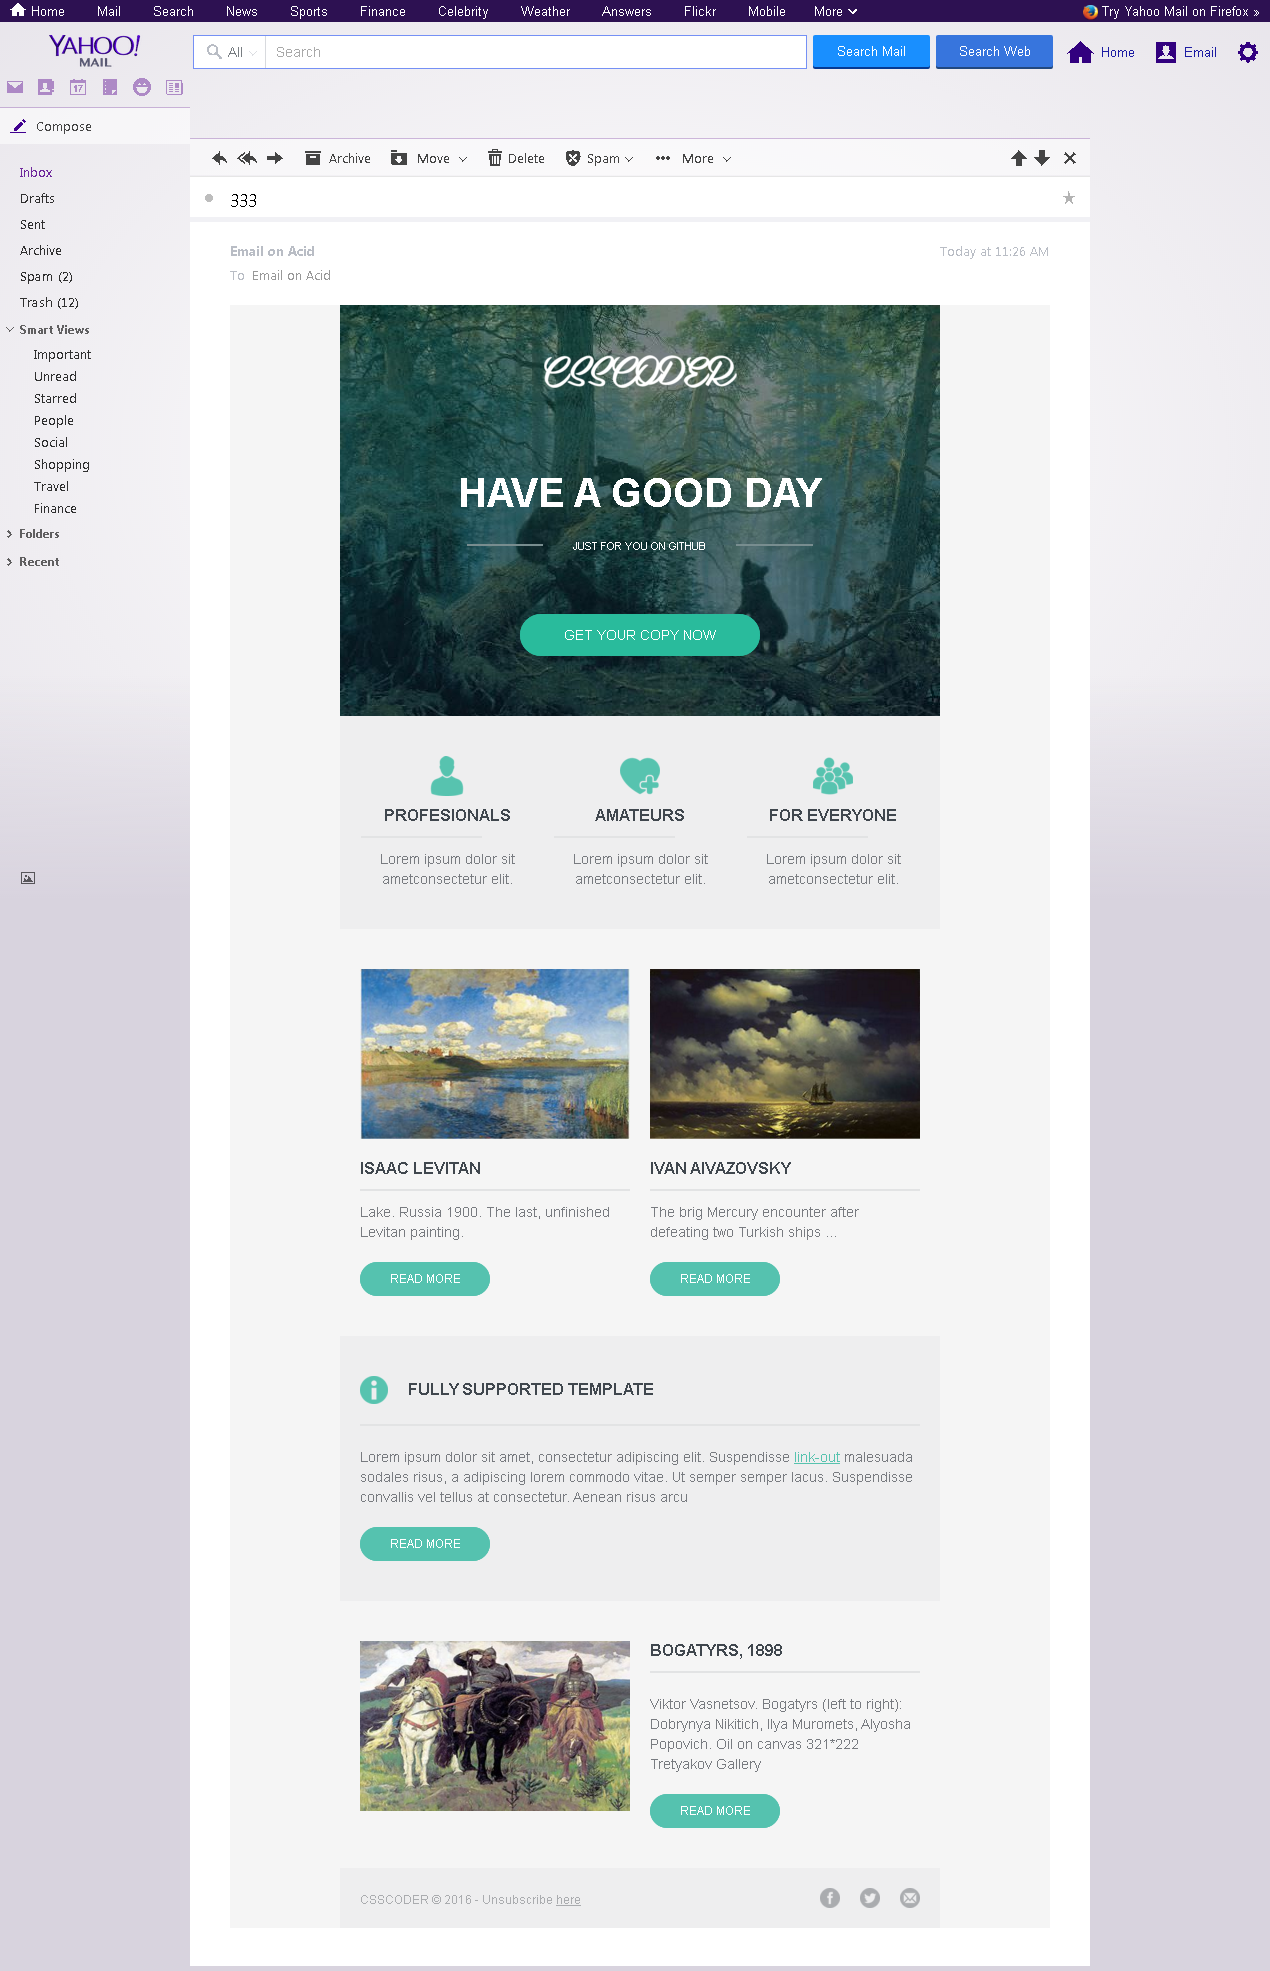 Home Mail Search News Sports Finance Celebrity Weather Answers Flickr Mobile More Try Yahoo Mail on Firefox »
YAHOO!
MAIL
All Search Search Mail Search Web Home Email
17
Compose
Archive Move Delete Spam ••• More
Inbox
Drafts
Sent
Archive
Spam (2)
Trash (12)
Smart Views
Important
Unread
Starred
People
Social
Shopping
Travel
Finance
Folders
Recent
333
Email on Acid Today at 11:26 AM
To Email on Acid
CSSCODER
HAVE A GOOD DAY
JUST FOR YOU ON GITHUB
GET YOUR COPY NOW
PROFESIONALS
Lorem ipsum dolor sit
ametconsectetur elit.
AMATEURS
Lorem ipsum dolor sit
ametconsectetur elit.
FOR EVERYONE
Lorem ipsum dolor sit
ametconsectetur elit.
ISAAC LEVITAN
Lake. Russia 1900. The last, unfinished
Levitan painting.
READ MORE
IVAN AIVAZOVSKY
The brig Mercury encounter after
defeating two Turkish ships ...
READ MORE
FULLY SUPPORTED TEMPLATE
Lorem ipsum dolor sit amet, consectetur adipiscing elit. Suspendisse link-out malesuada
sodales risus, a adipiscing lorem commodo vitae. Ut semper semper lacus. Suspendisse
convallis vel tellus at consectetur. Aenean risus arcu
READ MORE
BOGATYRS, 1898
Viktor Vasnetsov. Bogatyrs (left to right):
Dobrynya Nikitich, Ilya Muromets, Alyosha
Popovich. Oil on canvas 321*222
Tretyakov Gallery
READ MORE
CSSCODER © 2016 - Unsubscribe here